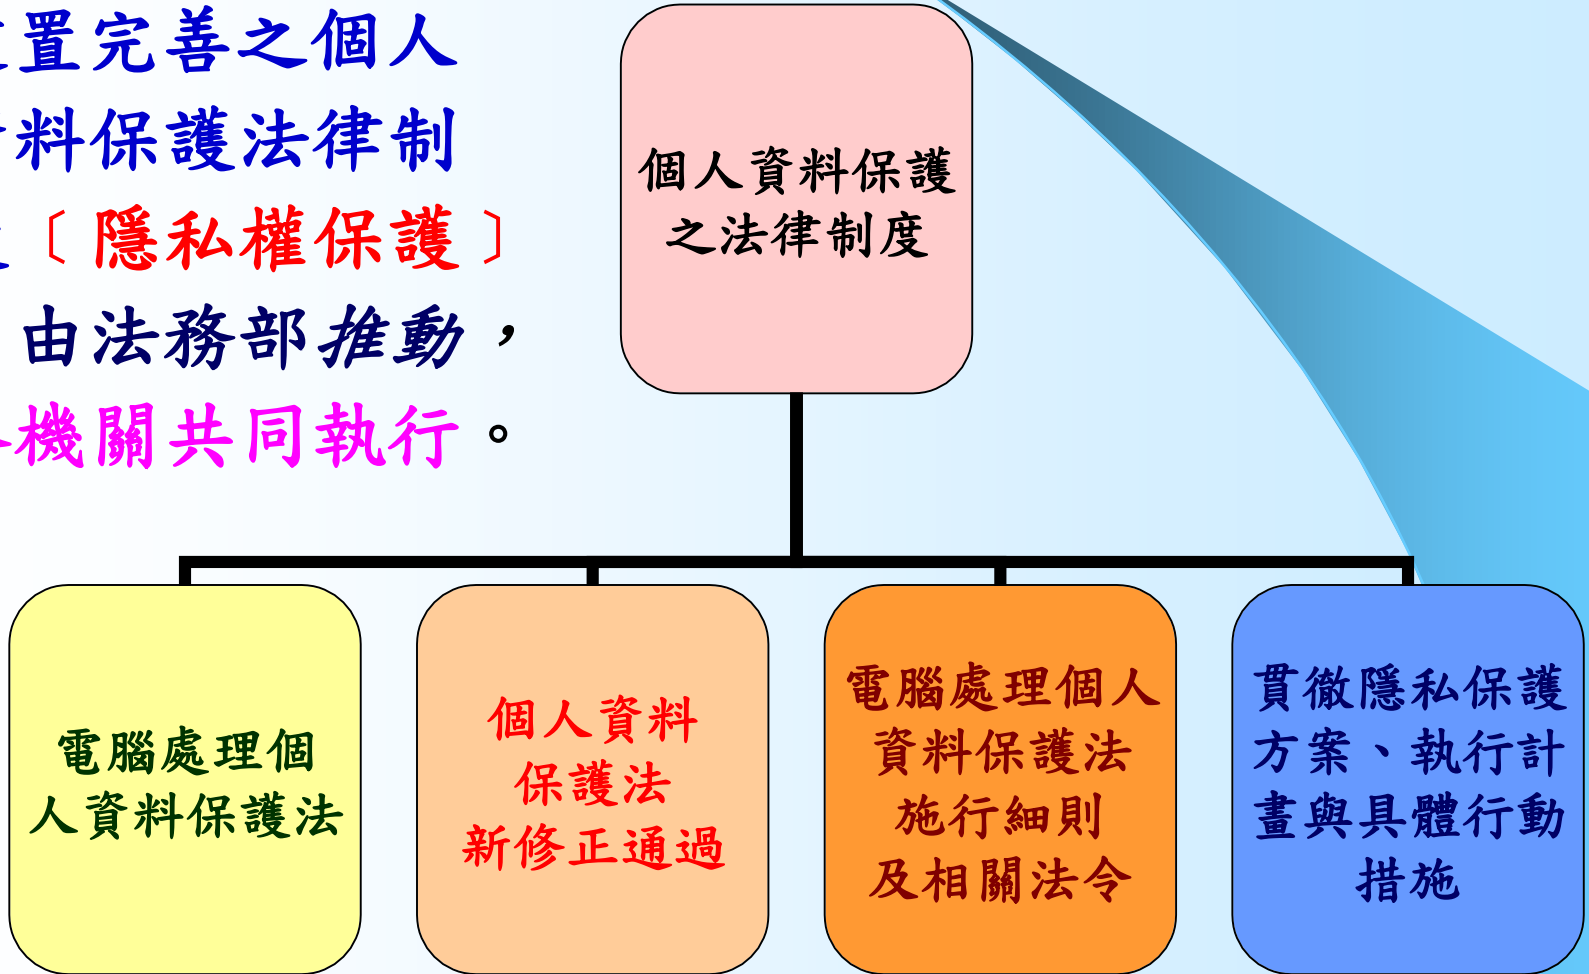 置完善之個人
料保護法律制
〔隱私權保護〕
由法務部推動，
機關共同執行。
個人資料保護
之法律制度
電腦處理個
人資料保護法
個人資料
保護法
新修正通過
電腦處理個人
資料保護法
施行細則
及相關法令
貫徹隱私保護
方案、執行計
畫與具體行動
措施